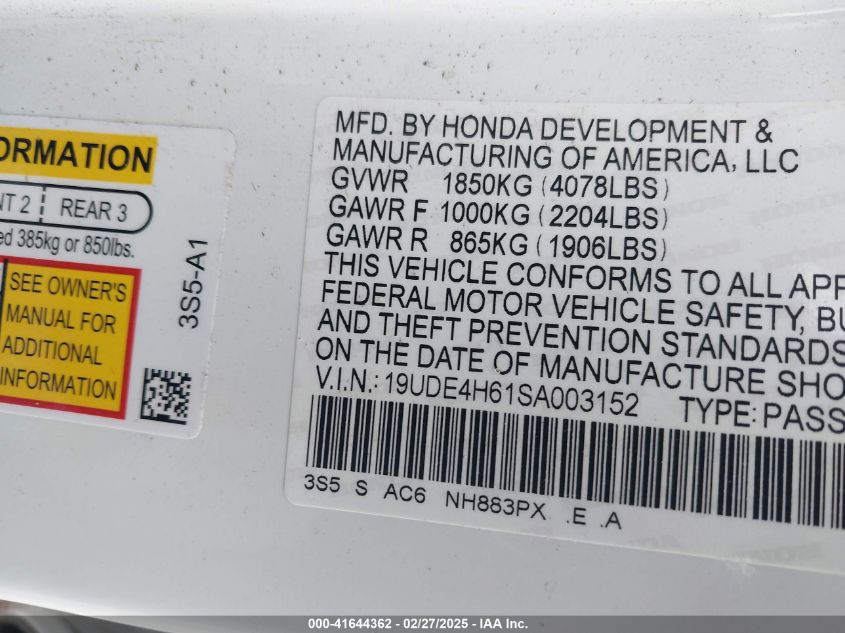 ORMATION
NT 2 REAR 3
ed 385kg or 850lbs.
SEE OWNER'S
MANUAL FOR
ADDITIONAL
INFORMATION
3S5-A1
MFD. BY HONDA DEVELOPMENT &
MANUFACTURING OF AMERICA, LLC
GVWR 1850KG (4078LBS)
GAWR F 1000KG (2204LBS)
GAWR R 865KG (1906LBS)
THIS VEHICLE CONFORMS TO ALL APP
FEDERAL MOTOR VEHICLE SAFETY, BU
AND THEFT PREVENTION STANDARDS
ON THE DATE OF MANUFACTURE SHO
V.I.N.: 19UDE4H61SA003152 TYPE: PASS
3S5 S AC6 NH883PX .E .A
000-41644362 - 02/27/2025 - IAA Inc.